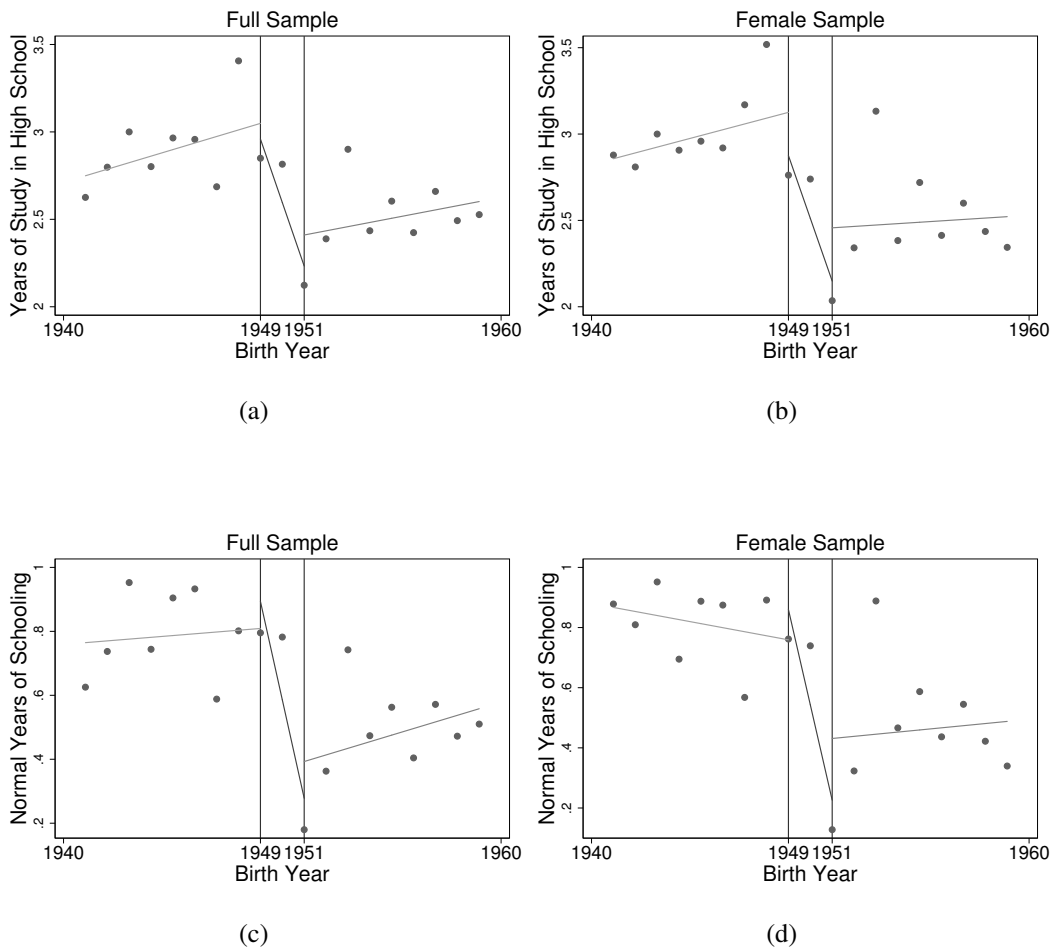 Full Sample
Years of Study in High School
3.5
3
2.5
2
1940
1949
1951
1960
Birth Year
(a)
Female Sample
Years of Study in High School
3.5
3
2.5
2
1940
1949
1951
1960
Birth Year
(b)
Full Sample
Normal Years of Schooling
1
.8
.6
.4
.2
1940
1949
1951
1960
Birth Year
(c)
Female Sample
Normal Years of Schooling
1
.8
.6
.4
.2
1940
1949
1951
1960
Birth Year
(d)